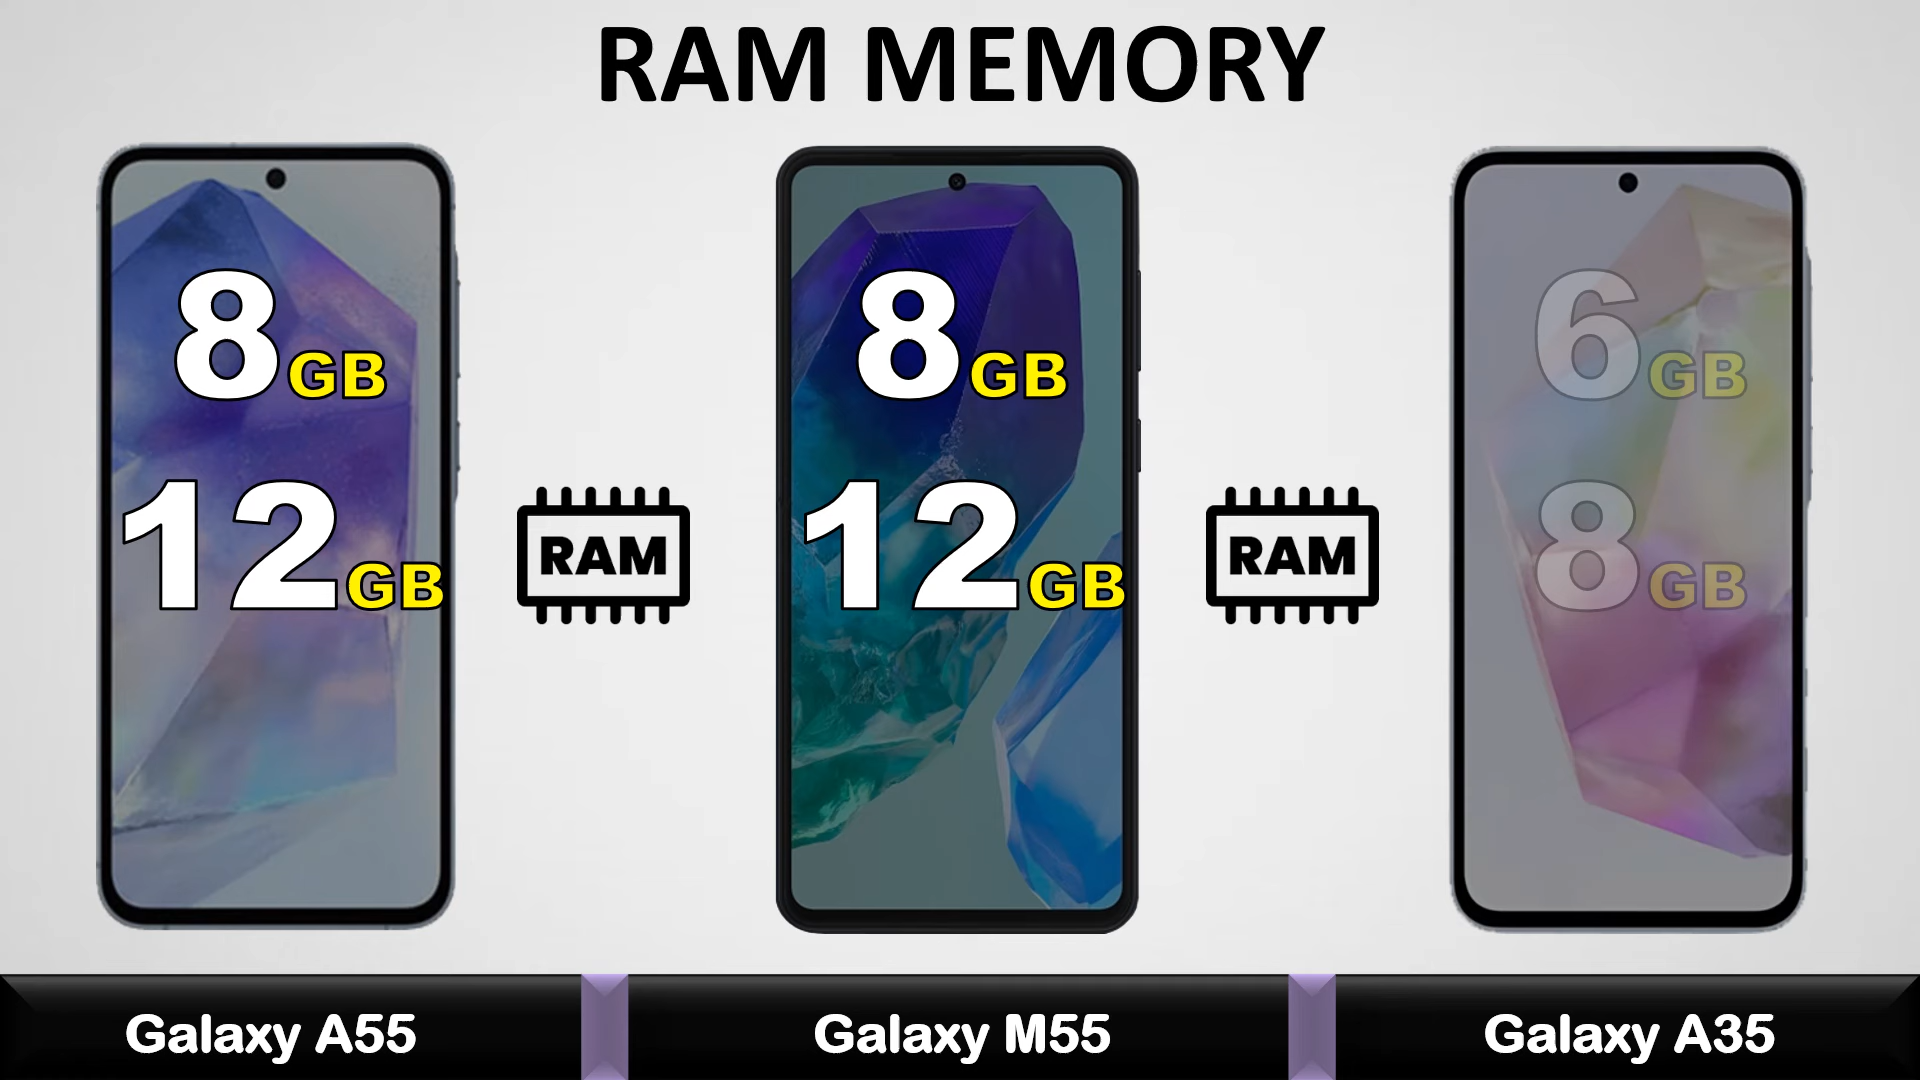 RAM MEMORY
8GB
12GB
RAM
8GB
12GB
RAM
6GB
8GB
Galaxy A55
Galaxy M55
Galaxy A35